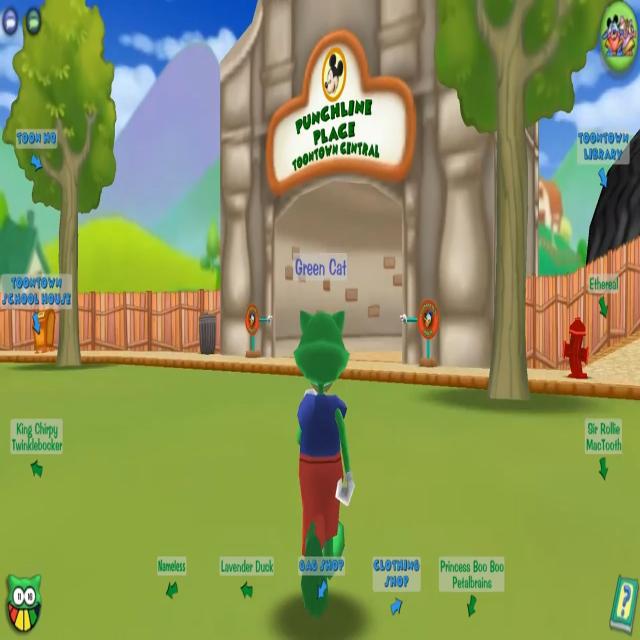 PUNCHLINE
PLACE
TOONTOWN CENTRAL
TOON HQ
TOONTOWN
LIBRARY
Green Cat
TOONTOWN
SCHOOL HOUSE
Ethereal
King Chirpy
Twinklebocker
Sir Rollie
MacTooth
Nameless
Lavender Duck
GAG SHOP
CLOTHING
SHOP
Princess Boo Boo
Petalbrains
?